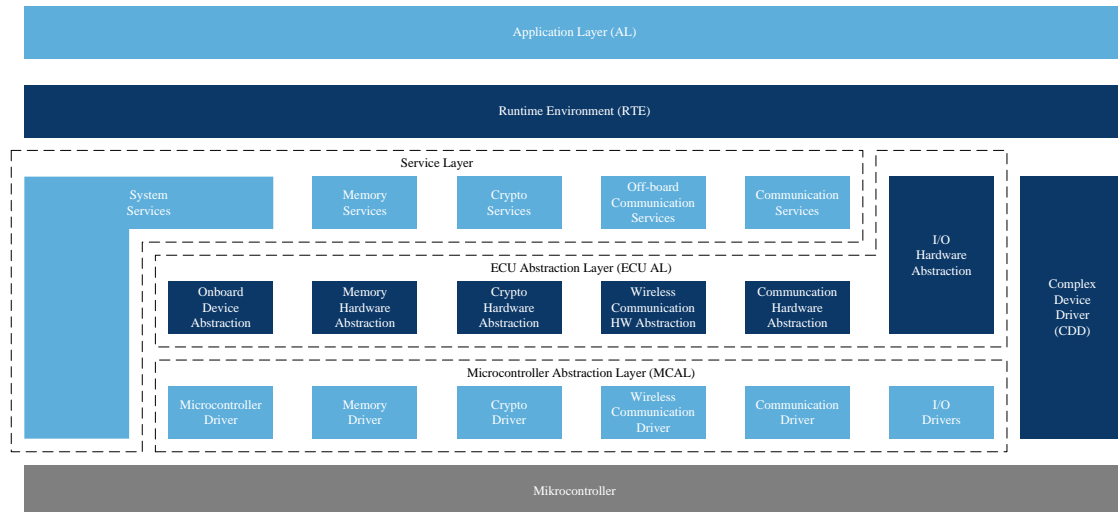 Application Layer (AL)
Runtime Environment (RTE)
Service Layer
System
Services
Memory
Services
Crypto
Services
Off-board
Communication
Services
Communication
Services
I/O
Hardware
Abstraction
Complex
Device
Driver
(CDD)
ECU Abstraction Layer (ECU AL)
Onboard
Device
Abstraction
Memory
Hardware
Abstraction
Crypto
Hardware
Abstraction
Wireless
Communication
HW Abstraction
Communcation
Hardware
Abstraction
Microcontroller Abstraction Layer (MCAL)
Microcontroller
Driver
Memory
Driver
Crypto
Driver
Wireless
Communication
Driver
Communication
Driver
I/O
Drivers
Mikrocontroller